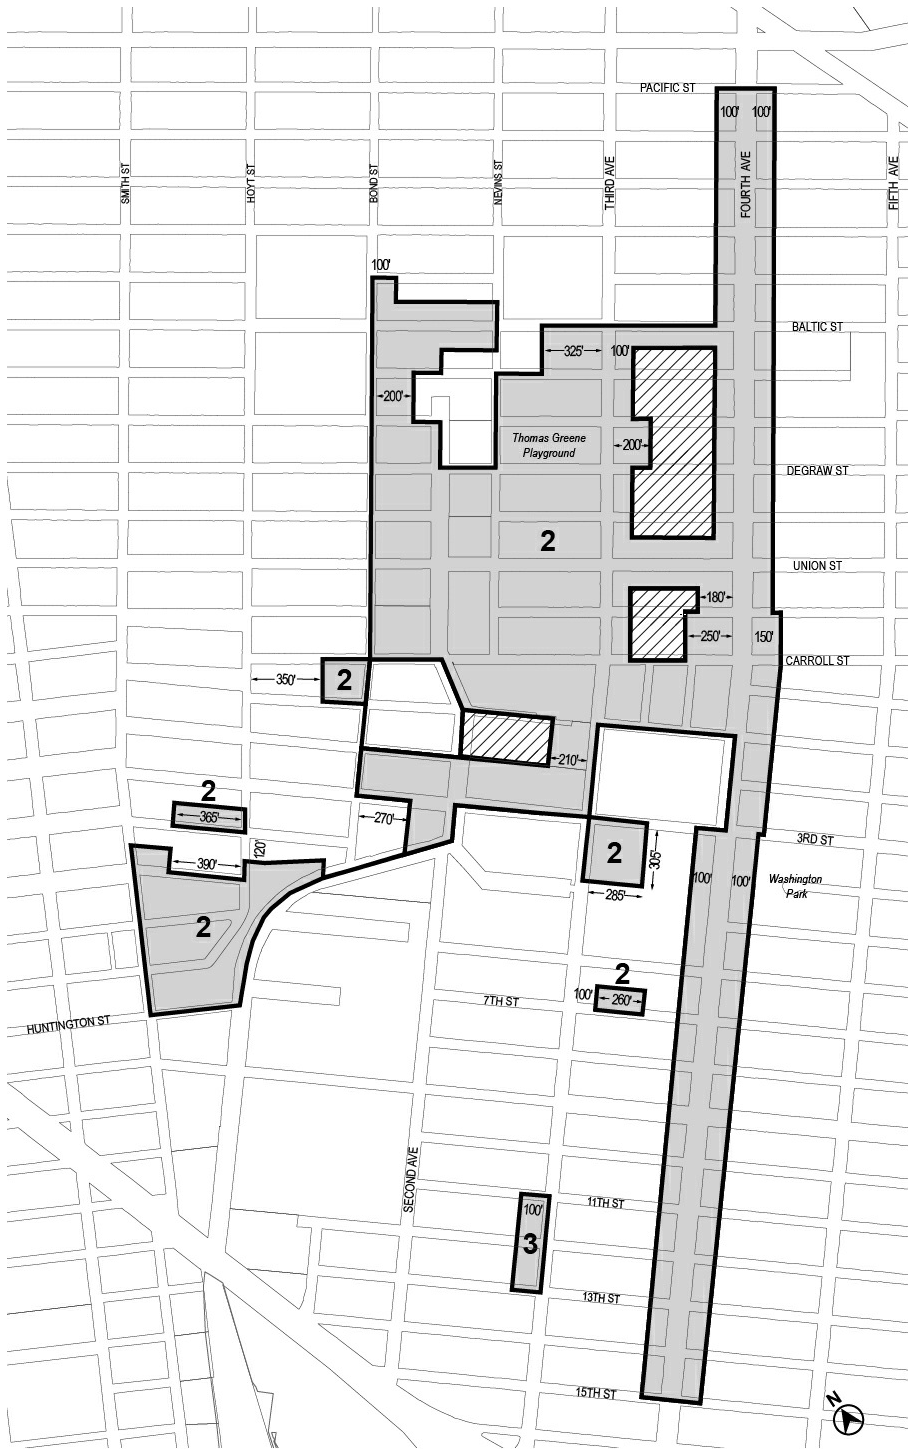 PACIFIC ST
100'
100'
SMITH ST
HOYT ST
BOND ST
NEVINS ST
THIRD AVE
FOURTH AVE
FIFTH AVE
100'
BALTIC ST
325'
100'
200'
Thomas Greene
Playground
200'
DEGRAW ST
2
UNION ST
180'
250'
150'
CARROLL ST
350'
2
210'
2
365'
270'
3RD ST
120'
390'
2
305'
100'
100'
Washington
Park
285'
2
2
100'
260'
7TH ST
HUNTINGTON ST
SECOND AVE
100'
11TH ST
3
13TH ST
15TH ST
N